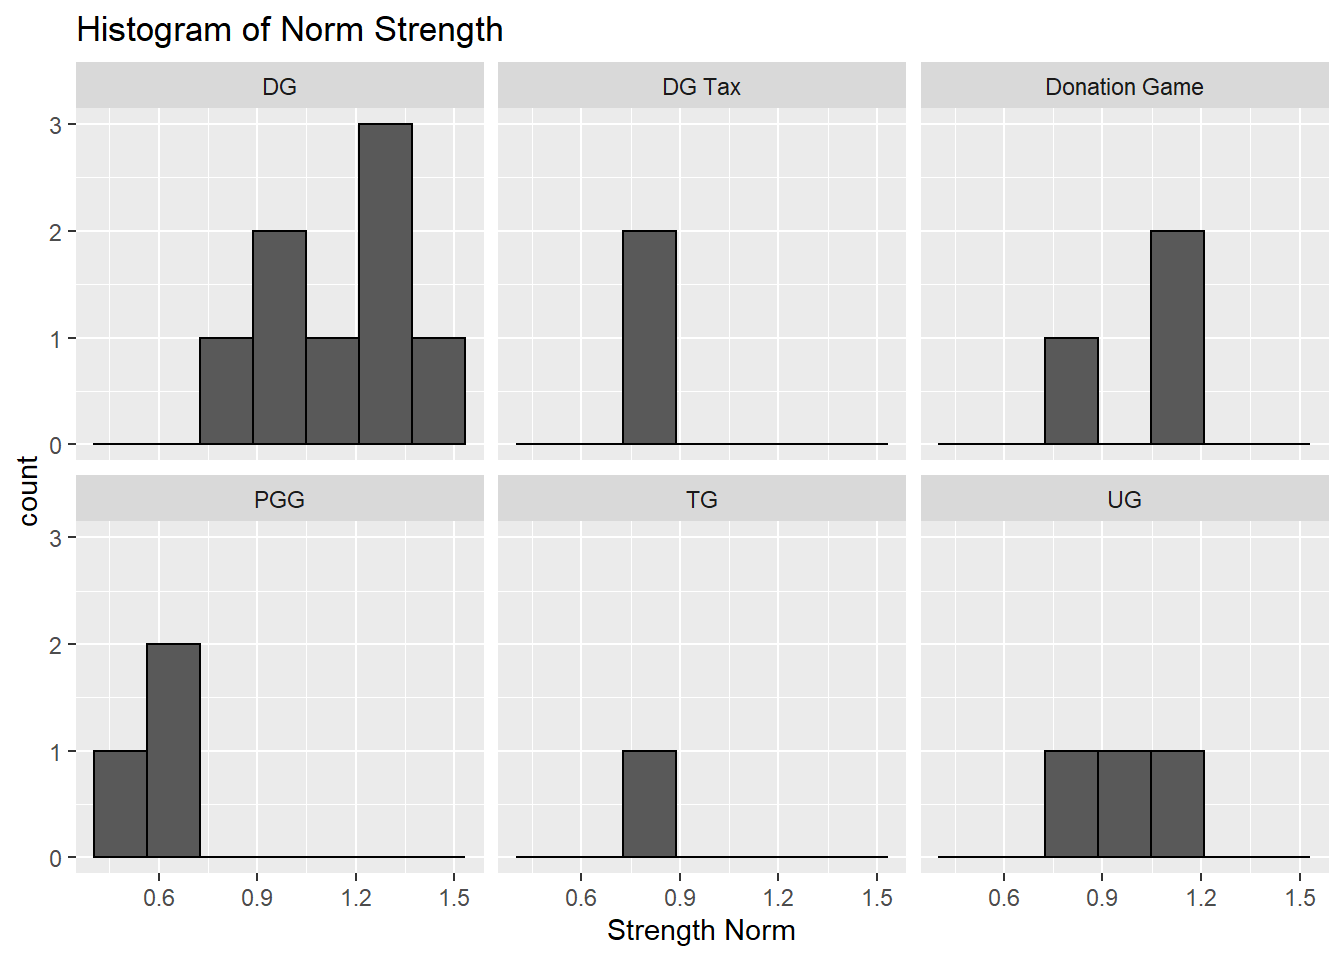 Histogram of Norm Strength
DG
DG Tax
Donation Game
3
2
1
0
count
PGG
TG
UG
3
2
1
0
0.6 0.9 1.2 1.5
0.6 0.9 1.2 1.5
0.6 0.9 1.2 1.5
Strength Norm